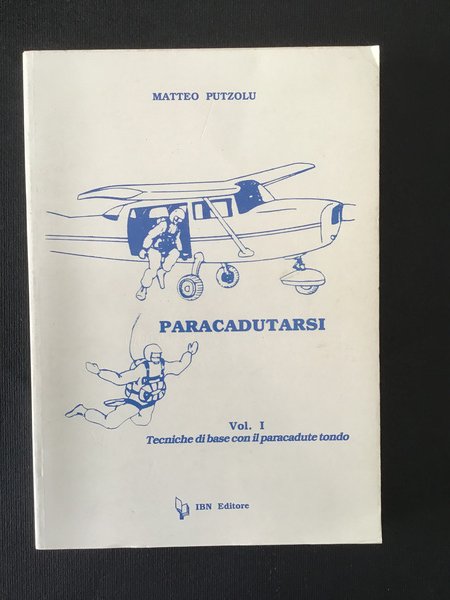 MATTEO PUTZOLU
PARACADUTARSI
Vol. I
Tecniche di base con il paracadute tondo
IBN Editore